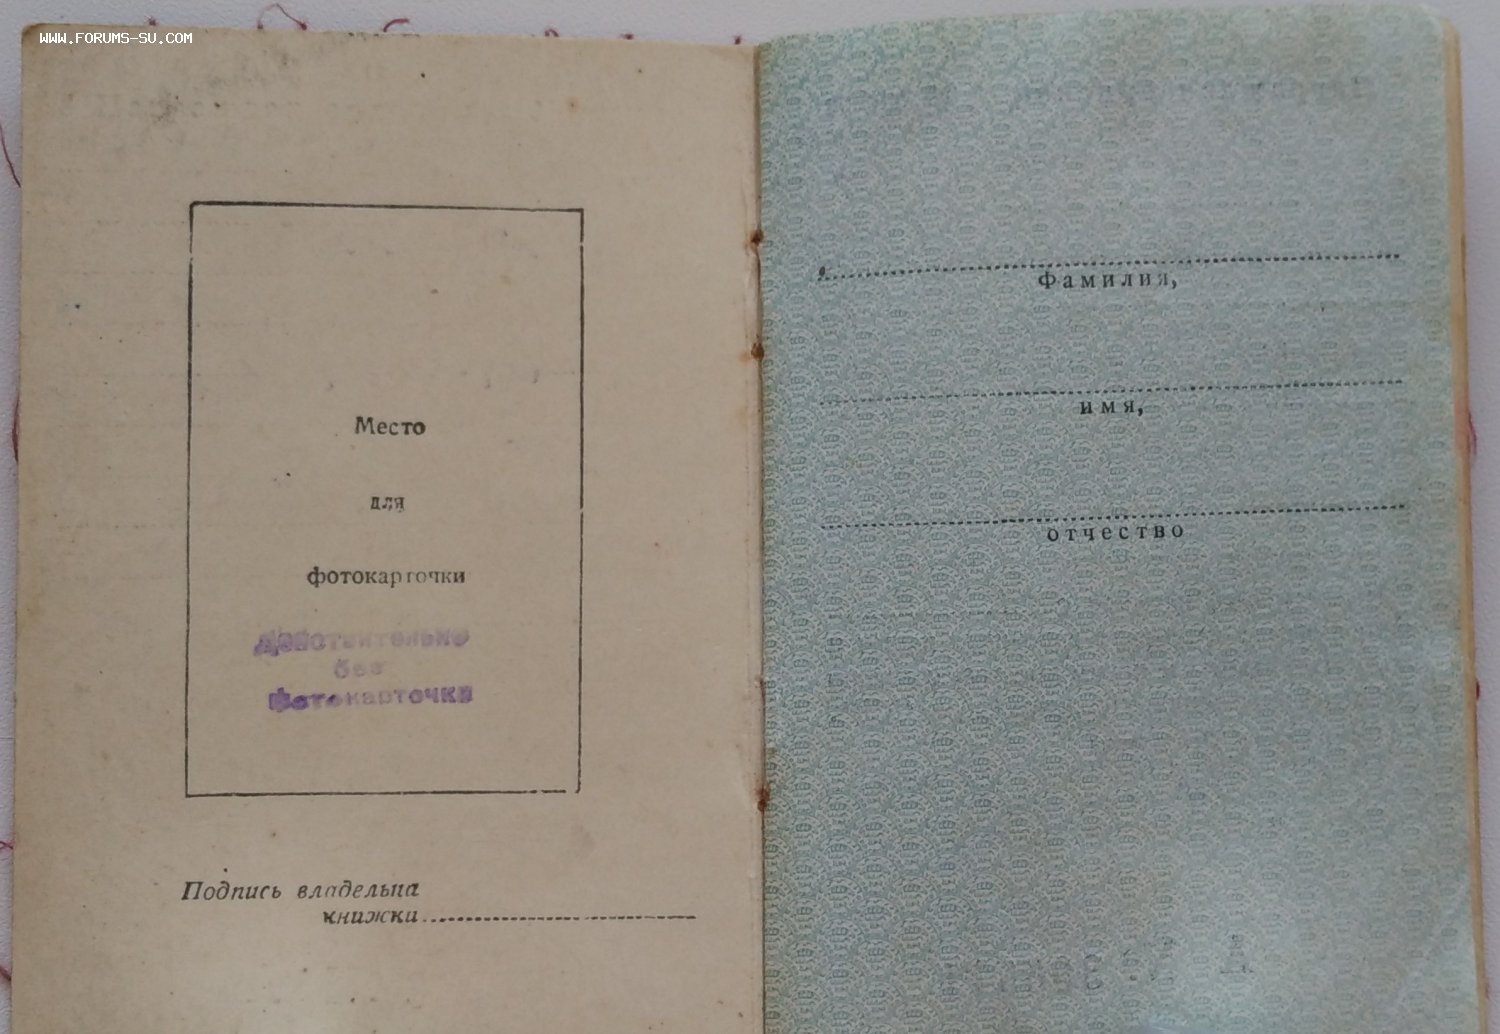 WWW.FORUMS-SU.COM
Место
для
фотокарточки
Действительно
без
фотокарточки
Подпись владельца
книжки
Фамилия,
имя,
отчество